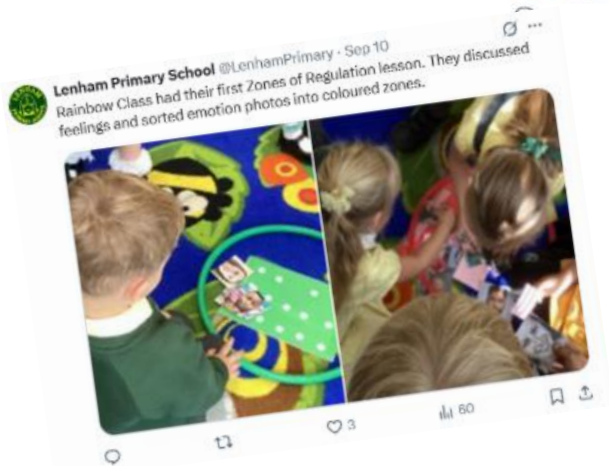 Lenham Primary School @LenhamPrimary · Sep 10
Rainbow Class had their first Zones of Regulation lesson. They discussed
feelings and sorted emotion photos into coloured zones.
3
60